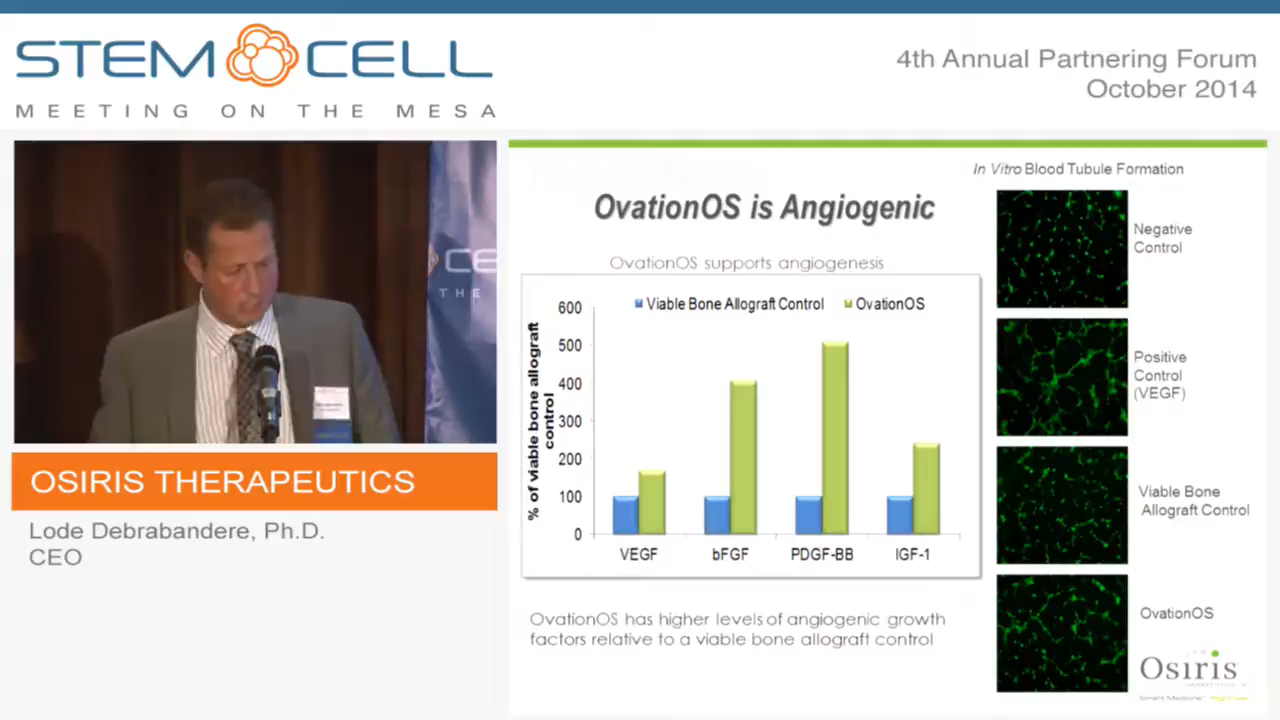 STEM CELL
MEETING ON THE MESA
4th Annual Partnering Forum
October 2014
CE
THE
OSIRIS THERAPEUTICS
Lode Debrabandere, Ph.D.
CEO
OvationOS is Angiogenic
OvationOS supports angiogenesis
Viable Bone Allograft Control
OvationOS
% of viable bone allograft
control
600
500
400
300
200
100
0
VEGF
bFGF
PDGF-BB
IGF-1
OvationOS has higher levels of angiogenic growth
factors relative to a viable bone allograft control
In Vitro Blood Tubule Formation
Negative
Control
Positive
Control
(VEGF)
Viable Bone
Allograft Control
OvationOS
Osiris